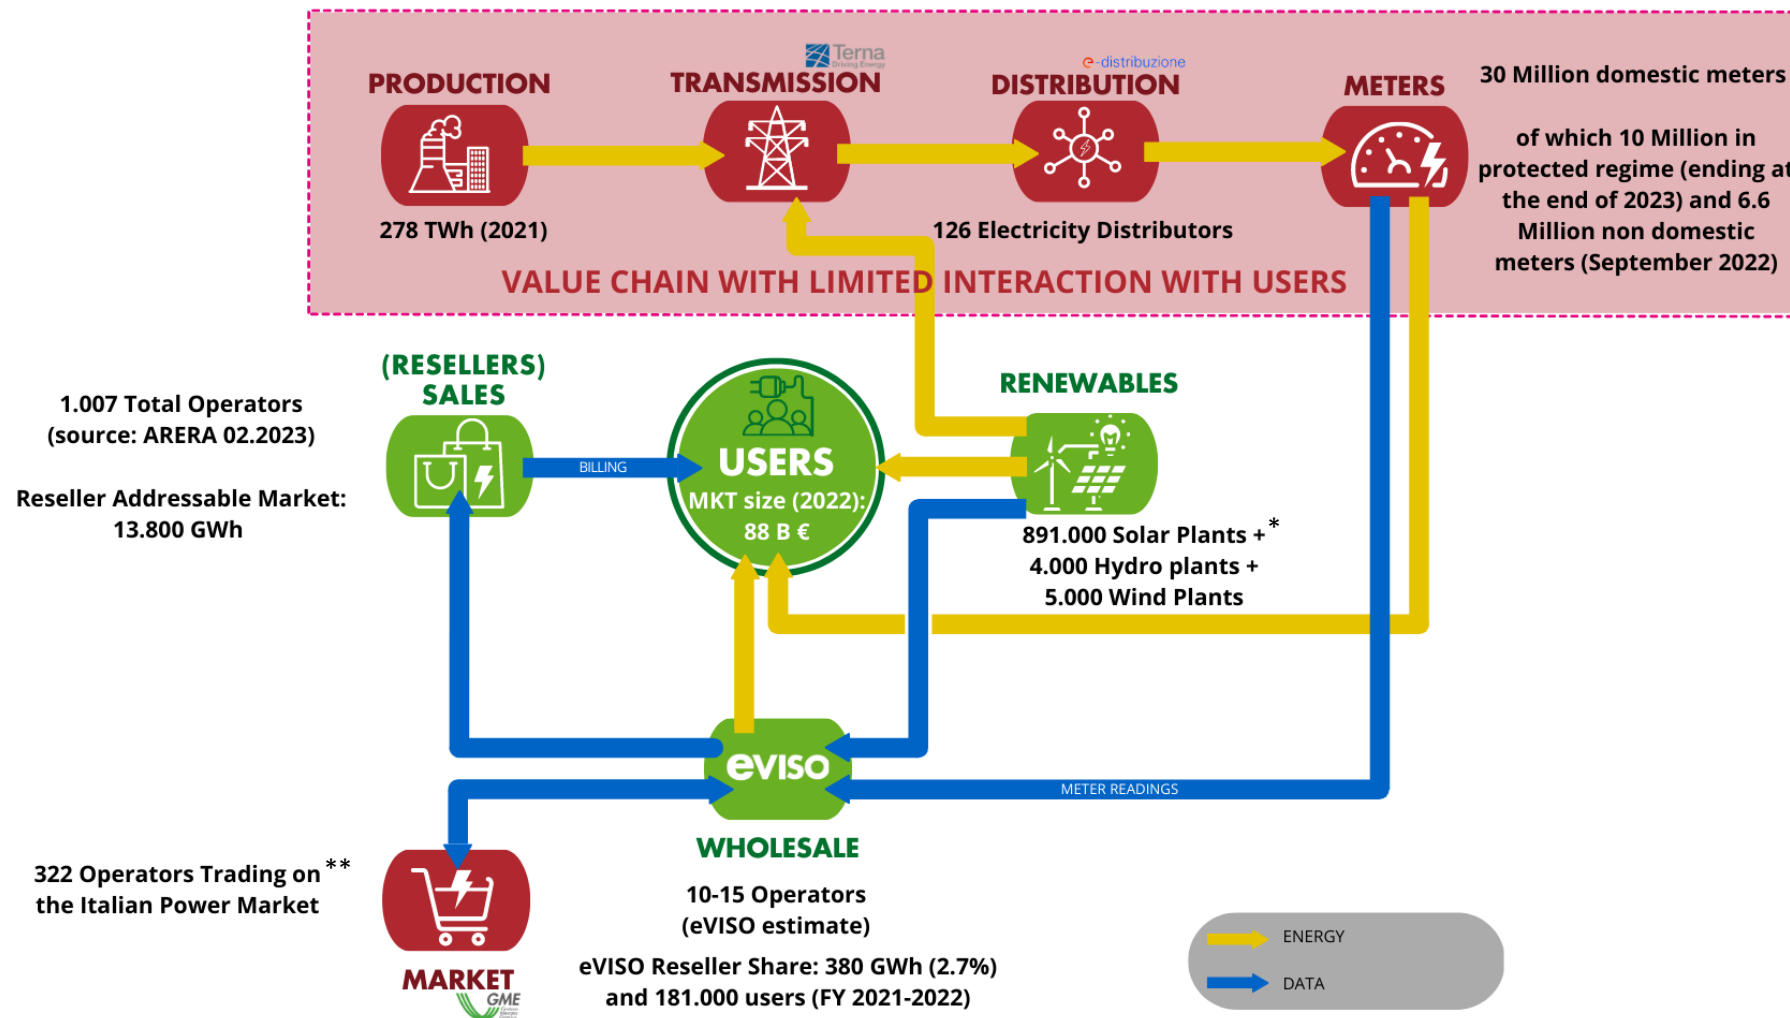 Terna
Driving Energy
e-distribuzione
PRODUCTION
TRANSMISSION
DISTRIBUTION
METERS
30 Million domestic meters
of which 10 Million in
protected regime (ending at
the end of 2023) and 6.6
Million non domestic
meters (September 2022)
278 TWh (2021)
126 Electricity Distributors
VALUE CHAIN WITH LIMITED INTERACTION WITH USERS
(RESELLERS)
SALES
1.007 Total Operators
(source: ARERA 02.2023)
Reseller Addressable Market:
13.800 GWh
BILLING
USERS
MKT size (2022):
88 B €
RENEWABLES
891.000 Solar Plants +*
4.000 Hydro plants +
5.000 Wind Plants
eVISO
METER READINGS
WHOLESALE
10-15 Operators
(eVISO estimate)
eVISO Reseller Share: 380 GWh (2.7%)
and 181.000 users (FY 2021-2022)
322 Operators Trading on**
the Italian Power Market
MARKET
GME
ENERGY
DATA